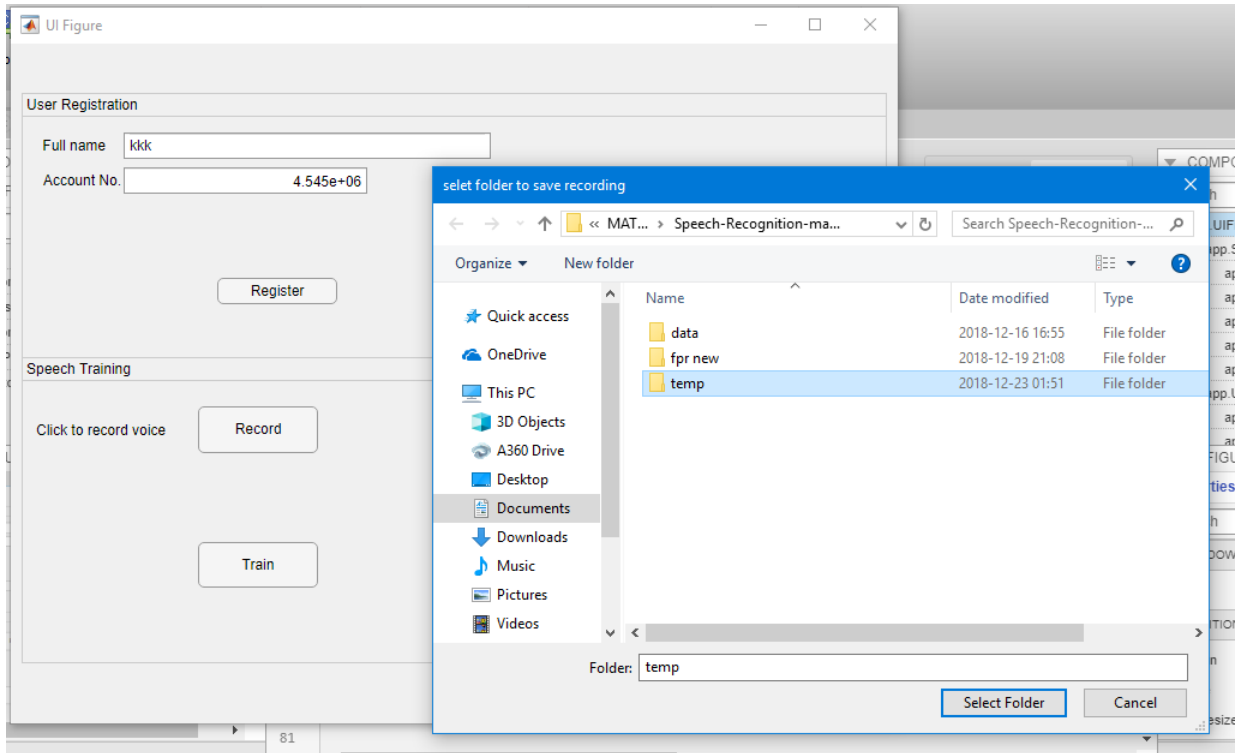 UI Figure
User Registration
Full name kkk
Account No. 4.545e+06
Register
Speech Training
Click to record voice Record
Train
selet folder to save recording
« MAT... › Speech-Recognition-ma...
Search Speech-Recognition-...
Organize New folder
Quick access
OneDrive
This PC
3D Objects
A360 Drive
Desktop
Documents
Downloads
Music
Pictures
Videos
Name Date modified Type
data 2018-12-16 16:55 File folder
fpr new 2018-12-19 21:08 File folder
temp 2018-12-23 01:51 File folder
Folder: temp
Select Folder Cancel
81